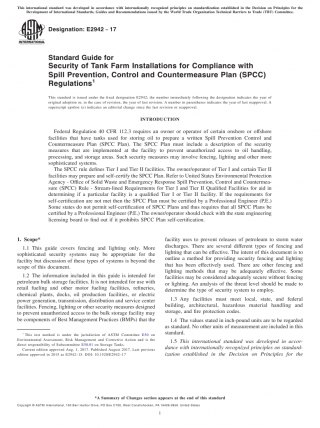 This international standard was developed in accordance with internationally recognized principles on standardization established in the Decision on Principles for the
Development of International Standards, Guides and Recommendations issued by the World Trade Organization Technical Barriers to Trade (TBT) Committee.
Designation: E2942 − 17
INTERNATIONAL
Standard Guide for
Security of Tank Farm Installations for Compliance with
Spill Prevention, Control and Countermeasure Plan (SPCC)
Regulations1
This standard is issued under the fixed designation E2942; the number immediately following the designation indicates the year of
original adoption or, in the case of revision, the year of last revision. A number in parentheses indicates the year of last reapproval. A
superscript epsilon (ε) indicates an editorial change since the last revision or reapproval.
INTRODUCTION
Federal Regulation 40 CFR 112.3 requires an owner or operator of certain onshore or offshore
facilities that have tanks used for the storage of oil to prepare a written Spill Prevention Control and
Countermeasure Plan (SPCC Plan). The SPCC Plan must include a description of the security
measures that are implemented at the facility to prevent unauthorized access to oil handling,
processing, and storage areas. Such security measures may involve fencing, lighting and other more
sophisticated systems.
The SPCC rule defines Tier I and Tier II facilities. The owner/operator of Tier I and certain Tier II
facilities may prepare and self-certify the SPCC Plan. Refer to United States Environmental Protection
Agency - Office of Solid Waste and Emergency Response Spill Prevention, Control and Countermea-
sure (SPCC) Rule - Stream-lined Requirements for Tier I and Tier II Qualified Facilities for aid in
determining if a particular facility is a qualified Tier I or Tier II facility. If the requirements for
self-certification are not met then the SPCC Plan must be certified by a Professional Engineer (P.E.)
Some states do not permit self-certification of SPCC Plans and thus requires that all SPCC Plans be
certified by a Professional Engineer (P.E.) The owner/operator should check with the state engineering
licensing board to find out if it prohibits SPCC Plan self-certification.
1. Scope*
1.1 This guide covers fencing and lighting only. More
sophisticated security systems may be appropriate for the
facility but discussion of these types of systems is beyond the
scope of this document.
1.2 The information included in this guide is intended for
petroleum bulk storage facilities. It is not intended for use with
retail fueling and other motor fueling facilities, refineries,
chemical plants, docks, oil production facilities, or electric
power generation, transmission, distribution and service center
facilities. Fencing, lighting or other security measures designed
to prevent unauthorized access to the bulk storage facility may
be components of Best Management Practices (BMPs) that the
1 This test method is under the jurisdiction of ASTM Committee E50 on
Environmental Assessment, Risk Management and Corrective Action and is the
direct responsibility of Subcommittee E50.01 on Storage Tanks.
Current edition approved Aug. 1, 2017. Published August 2017. Last previous
edition approved in 2015 as E2942–15. DOI: 10.1520/E2942-17.
facility uses to prevent releases of petroleum to storm water
discharges. There are several different types of fencing and
lighting that can be effective. The intent of this document is to
outline a method for providing security fencing and lighting
that has been effectively used. There are other fencing and
lighting methods that may be adequately effective. Some
facilities may be considered adequately secure without fencing
or lighting. An analysis of the threat level should be made to
determine the type of security system to employ.
1.3 Any facilities must meet local, state, and federal
building, architectural, hazardous material handling and
storage, and fire protection codes.
1.4 The values stated in inch-pound units are to be regarded
as standard. No other units of measurement are included in this
standard.
1.5 This international standard was developed in accor-
dance with internationally recognized principles on standard-
ization established in the Decision on Principles for the
*A Summary of Changes section appears at the end of this standard
Copyright © ASTM International, 100 Barr Harbor Drive, PO Box C700, West Conshohocken, PA 19428-2959. United States
1